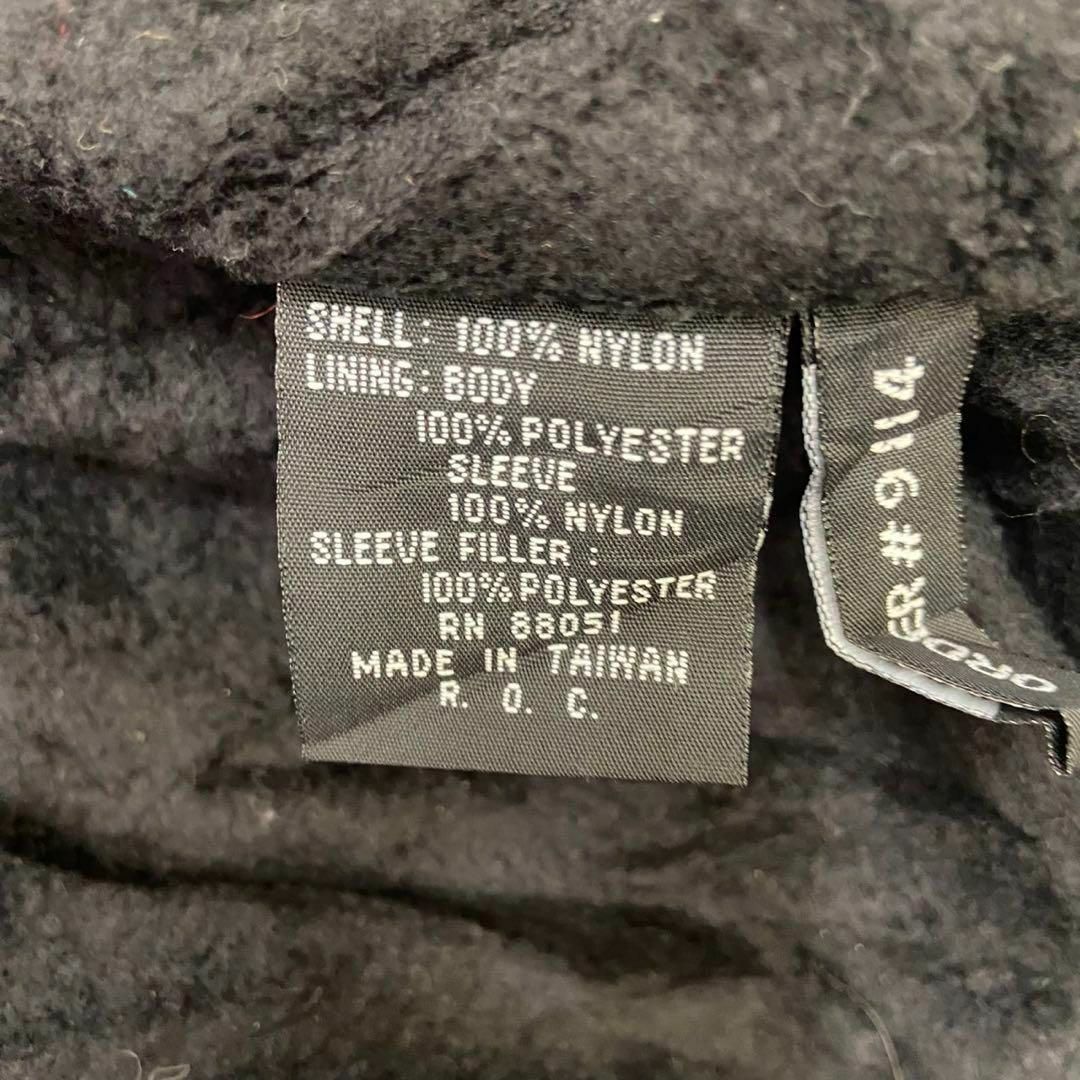 SHELL: 100% NYLON
LINING: BODY
100% POLYESTER
SLEEVE
100% NYLON
SLEEVE FILLER :
100% POLYESTER
RN 88051
MADE IN TAIWAN
R. O. C.
ORDER# 9114